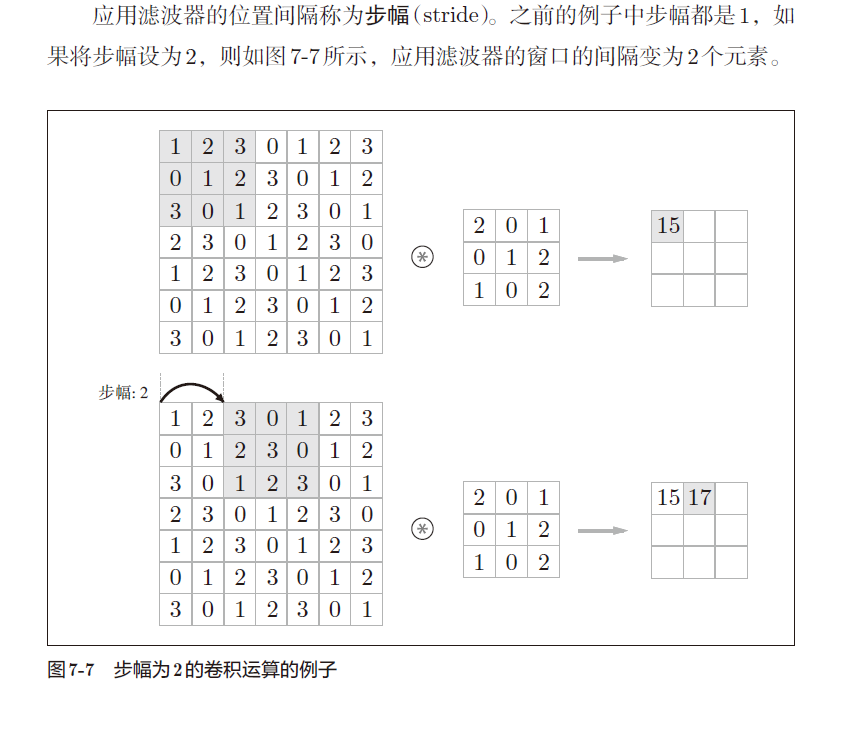 应用滤波器的位置间隔称为步幅(stride)。之前的例子中步幅都是1，如
果将步幅设为2，则如图7-7所示，应用滤波器的窗口的间隔变为2个元素。
1 2 3 0 1 2 3
0 1 2 3 0 1 2
3 0 1 2 3 0 1
2 3 0 1 2 3 0
1 2 3 0 1 2 3
0 1 2 3 0 1 2
3 0 1 2 3 0 1
2 0 1
0 1 2
1 0 2
15
步幅: 2
1 2 3 0 1 2 3
0 1 2 3 0 1 2
3 0 1 2 3 0 1
2 3 0 1 2 3 0
1 2 3 0 1 2 3
0 1 2 3 0 1 2
3 0 1 2 3 0 1
2 0 1
0 1 2
1 0 2
15 17
图7-7 步幅为2的卷积运算的例子